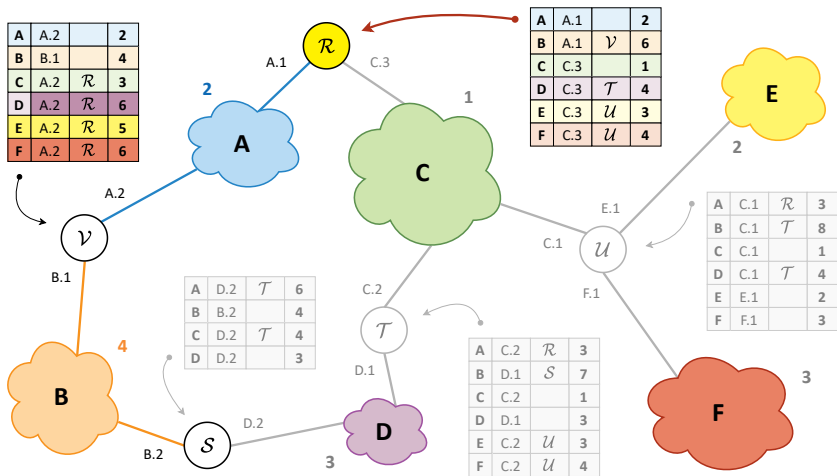 A A.2 2
B B.1 4
C A.2 R 3
D A.2 R 6
E A.2 R 5
F A.2 R 6
R
A.1
C.3
A A.1 2
B A.1 V 6
C C.3 1
D C.3 T 4
E C.3 U 3
F C.3 U 4
2
A
A.2
1
C
E
2
V
B.1
E.1
C.1
U
F.1
A C.1 R 3
B C.1 T 8
C C.1 1
D C.1 T 4
E E.1 2
F F.1 3
A D.2 T 6
B B.2 4
C D.2 T 4
D D.2 3
C.2
T
D.1
A C.2 R 3
B D.1 S 7
C C.2 1
D D.1 3
E C.2 U 3
F C.2 U 4
4
B
B.2
S
D.2
D
3
F
3